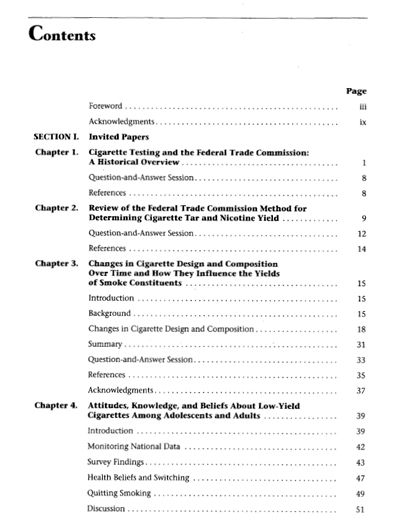 Contents
Page
Foreword ........ iii
Acknowledgments ........ ix
SECTION I. Invited Papers
Chapter 1. Cigarette Testing and the Federal Trade Commission:
A Historical Overview ........ 1
Question-and-Answer Session ........ 8
References ........ 8
Chapter 2. Review of the Federal Trade Commission Method for
Determining Cigarette Tar and Nicotine Yield ........ 9
Question-and-Answer Session ........ 12
References ........ 14
Chapter 3. Changes in Cigarette Design and Composition
Over Time and How They Influence the Yields
of Smoke Constituents ........ 15
Introduction ........ 15
Background ........ 15
Changes in Cigarette Design and Composition ........ 18
Summary ........ 31
Question-and-Answer Session ........ 33
References ........ 35
Acknowledgments ........ 37
Chapter 4. Attitudes, Knowledge, and Beliefs About Low-Yield
Cigarettes Among Adolescents and Adults ........ 39
Introduction ........ 39
Monitoring National Data ........ 42
Survey Findings ........ 43
Health Beliefs and Switching ........ 47
Quitting Smoking ........ 49
Discussion ........ 51